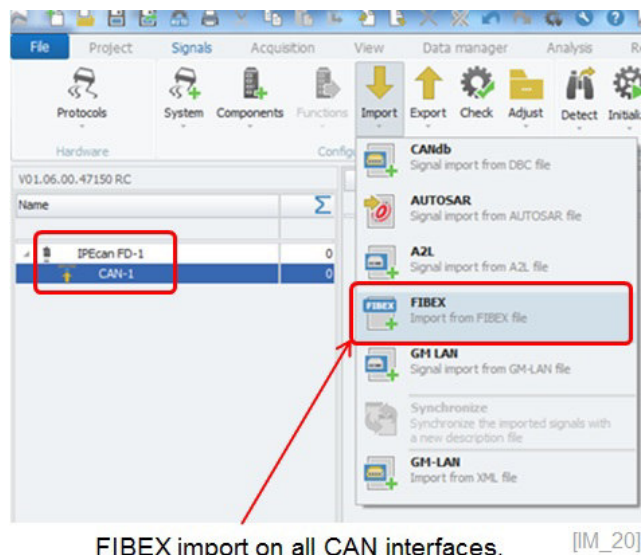 File Project Signals Acquisition View Data manager Analysis
Protocols System Components Functions Import Export Check Adjust Detect
Hardware
V01.06.00.47150 RC
Name Σ
IPEcan FD-1 0
CAN-1 0
CANdb
Signal import from DBC file
AUTOSAR
Signal import from AUTOSAR file
A2L
Signal import from A2L file
FIBEX
FIBEX
Import from FIBEX file
GM LAN
Signal import from GM-LAN file
Synchronize
Synchronize the imported signals with
a new description file
GM-LAN
Import from XML file
FIBEX import on all CAN interfaces.
[IM_20]